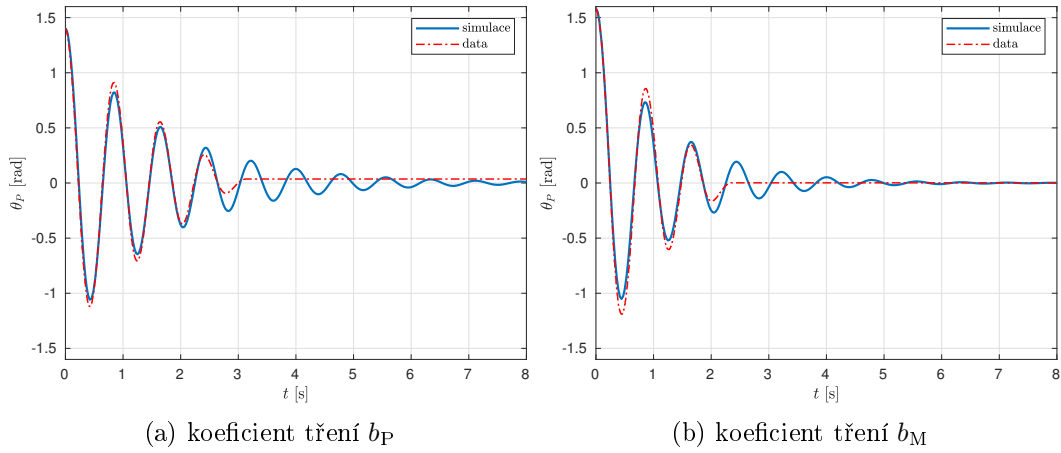 simulace
data
1.5
1
0.5
0
-0.5
-1
-1.5
θP [rad]
0 1 2 3 4 5 6 7 8
t [s]
(a) koeficient tření bP
simulace
data
1.5
1
0.5
0
-0.5
-1
-1.5
θP [rad]
0 1 2 3 4 5 6 7 8
t [s]
(b) koeficient tření bM